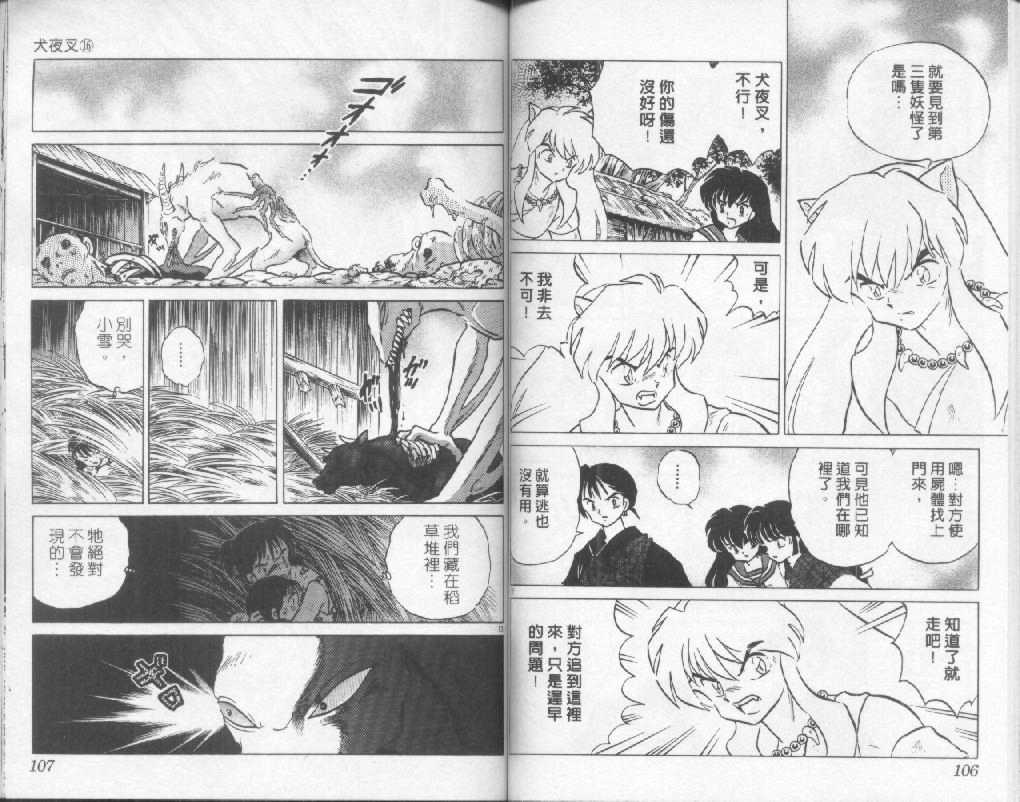 就要見到第
三隻妖怪了
是嗎…
犬夜叉，
不行！
你的傷還
沒好呀！
可是，
我非去
不可！
嗯…對方使
用屍體找上
門來，
可見他已知
道我們在哪
裡了。
……
就算逃也
沒有用。
知道了就
走吧！
對方追到這裡
來，只是遲早
的問題！
106
犬夜叉⑯
……
別哭，
小雪。
我們藏在稻
草堆裡…
牠絕對
不會發
現的…
107